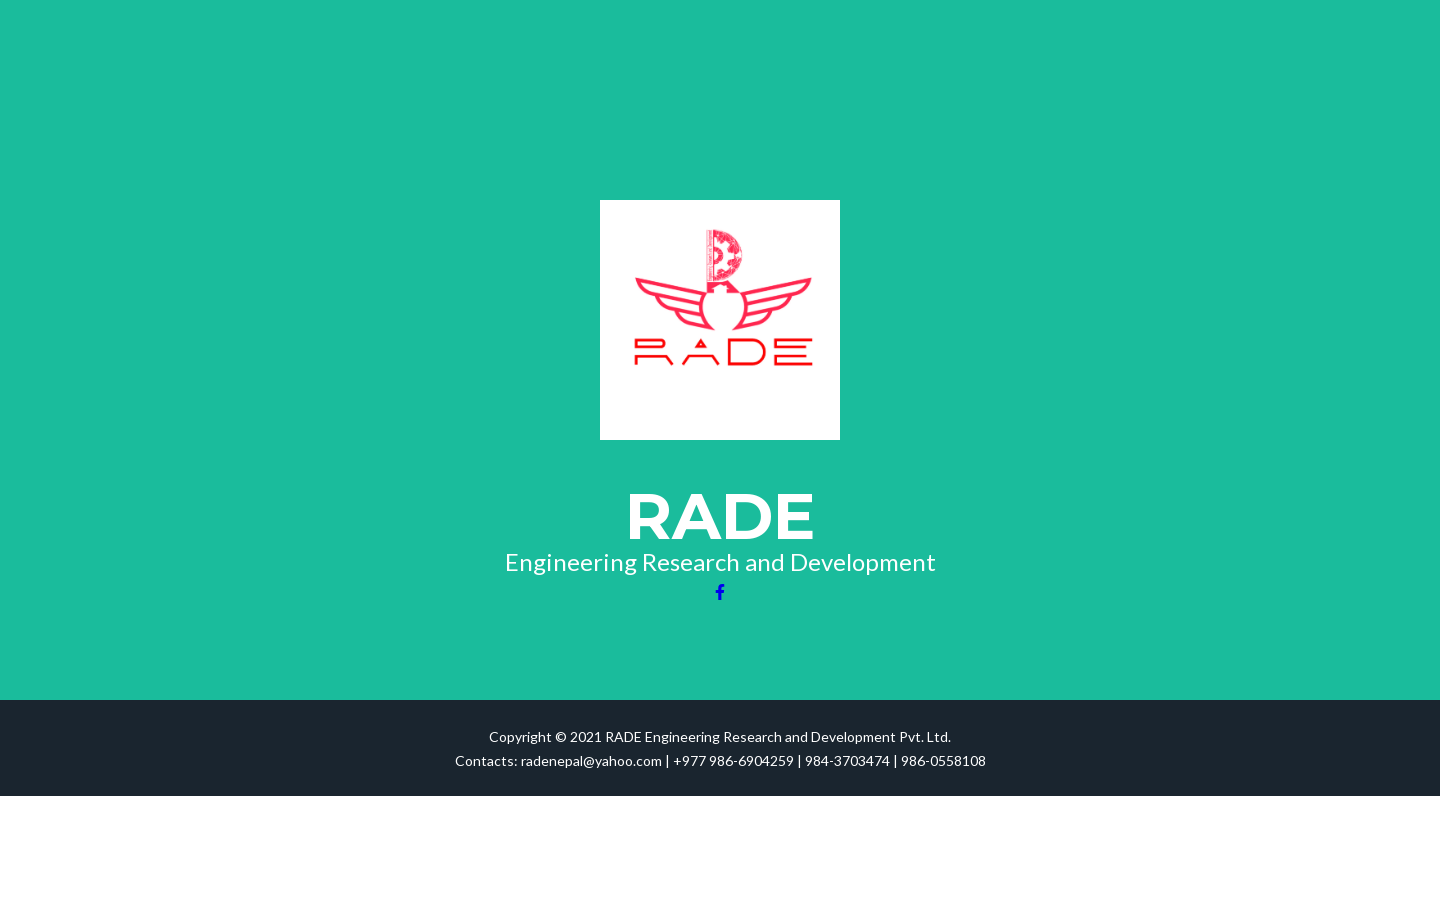 RADE
RADE
Engineering Research and Development
Copyright © 2021 RADE Engineering Research and Development Pvt. Ltd.
Contacts: radenepal@yahoo.com | +977 986-6904259 | 984-3703474 | 986-0558108